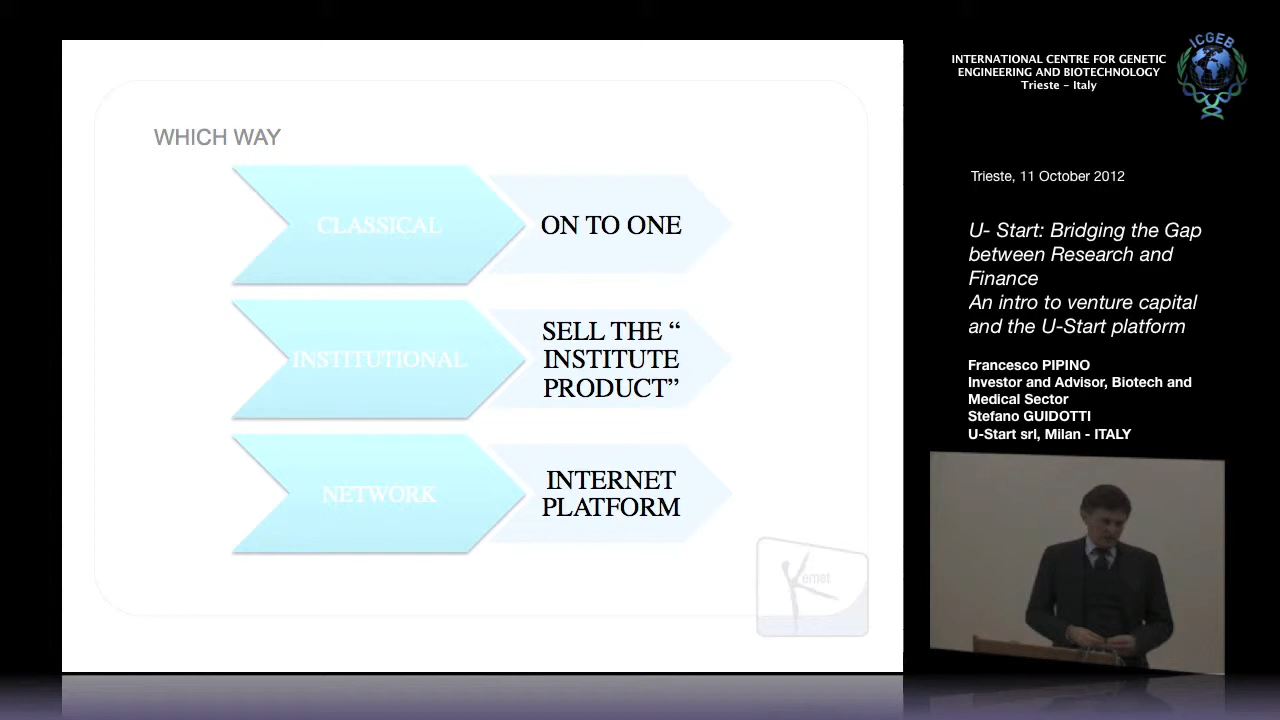 WHICH WAY
CLASSICAL
ON TO ONE
INSTITUTIONAL
SELL THE “
INSTITUTE
PRODUCT”
NETWORK
INTERNET
PLATFORM
Kemet
INTERNATIONAL CENTRE FOR GENETIC
ENGINEERING AND BIOTECHNOLOGY
Trieste - Italy
ICGEB
Trieste, 11 October 2012
U- Start: Bridging the Gap
between Research and
Finance
An intro to venture capital
and the U-Start platform
Francesco PIPINO
Investor and Advisor, Biotech and
Medical Sector
Stefano GUIDOTTI
U-Start srl, Milan - ITALY